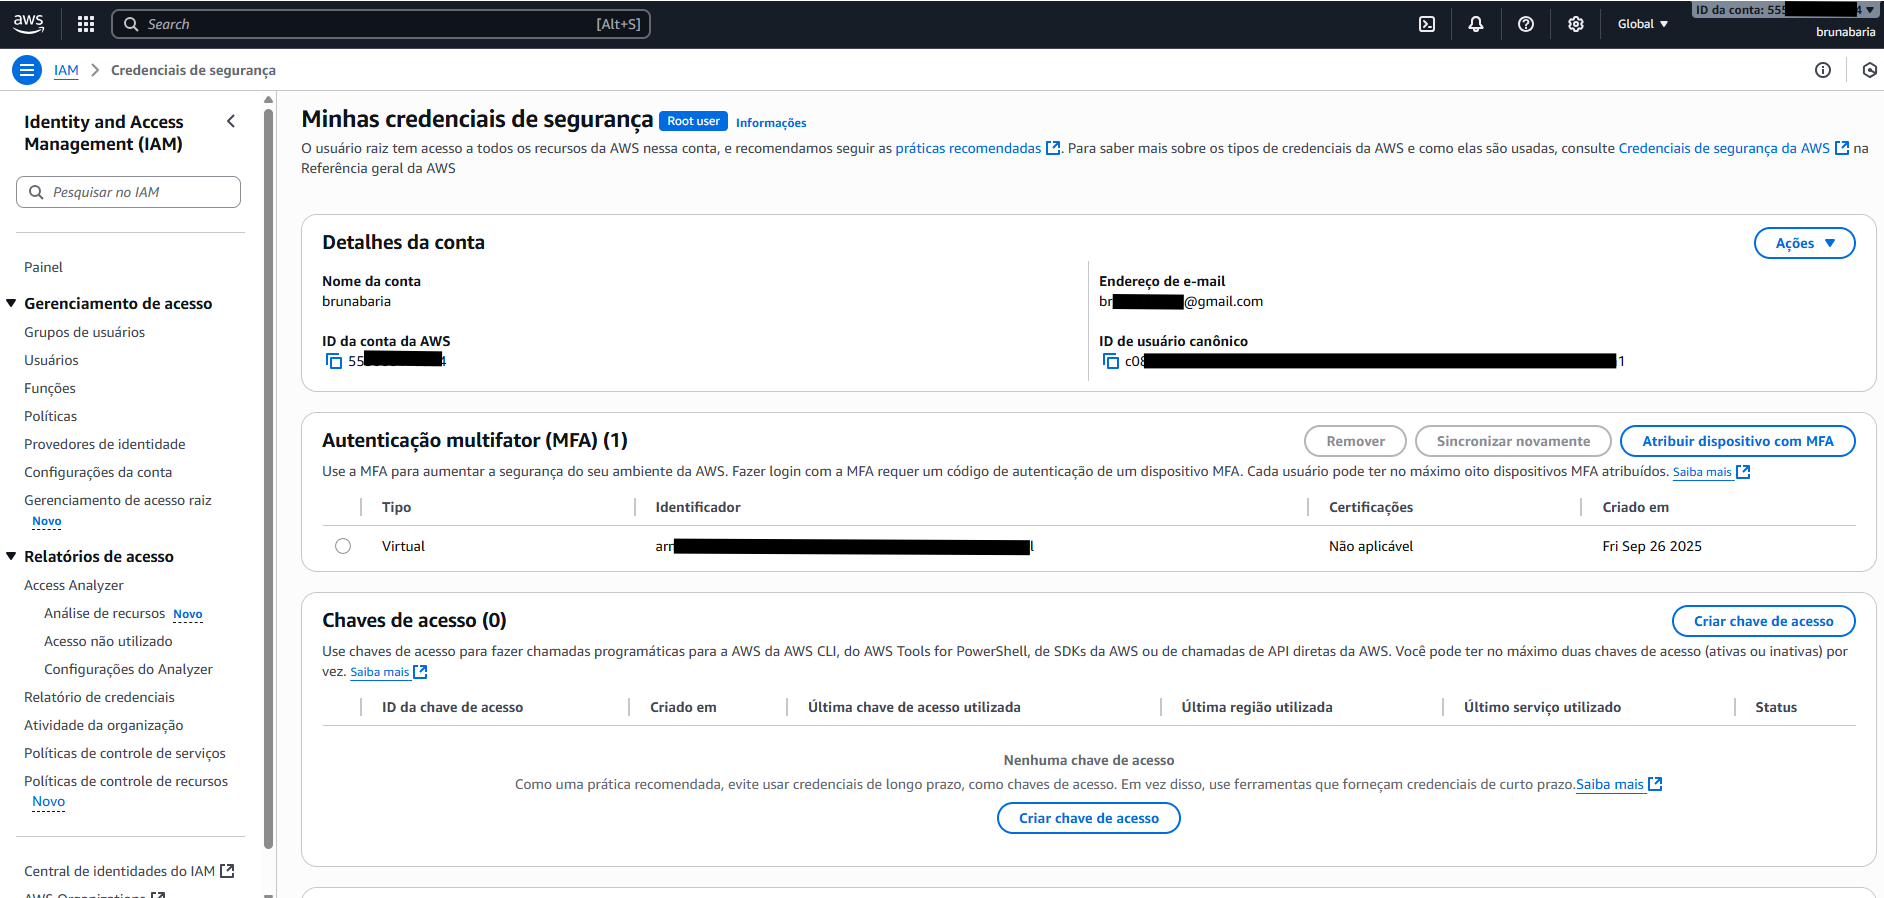 aws
Search
[Alt+S]
Global
ID da conta: 555 4
brunabaria
IAM
Credenciais de segurança
Identity and Access
Management (IAM)
Pesquisar no IAM
Painel
Gerenciamento de acesso
Grupos de usuários
Usuários
Funções
Políticas
Provedores de identidade
Configurações da conta
Gerenciamento de acesso raiz
Novo
Relatórios de acesso
Access Analyzer
Análise de recursos Novo
Acesso não utilizado
Configurações do Analyzer
Relatório de credenciais
Atividade da organização
Políticas de controle de serviços
Políticas de controle de recursos
Novo
Central de identidades do IAM
AWS Organizations
Minhas credenciais de segurança Root user Informações
O usuário raiz tem acesso a todos os recursos da AWS nessa conta, e recomendamos seguir as práticas recomendadas. Para saber mais sobre os tipos de credenciais da AWS e como elas são usadas, consulte Credenciais de segurança da AWS na
Referência geral da AWS
Detalhes da conta
Ações
Nome da conta
brunabaria
Endereço de e-mail
br @gmail.com
ID da conta da AWS
55 4
ID de usuário canônico
c08 1
Autenticação multifator (MFA) (1)
Remover
Sincronizar novamente
Atribuir dispositivo com MFA
Use a MFA para aumentar a segurança do seu ambiente da AWS. Fazer login com a MFA requer um código de autenticação de um dispositivo MFA. Cada usuário pode ter no máximo oito dispositivos MFA atribuídos. Saiba mais
Tipo Identificador Certificações Criado em
Virtual arn l Não aplicável Fri Sep 26 2025
Chaves de acesso (0)
Criar chave de acesso
Use chaves de acesso para fazer chamadas programáticas para a AWS da AWS CLI, do AWS Tools for PowerShell, de SDKs da AWS ou de chamadas de API diretas da AWS. Você pode ter no máximo duas chaves de acesso (ativas ou inativas) por
vez. Saiba mais
ID da chave de acesso Criado em Última chave de acesso utilizada Última região utilizada Último serviço utilizado Status
Nenhuma chave de acesso
Como uma prática recomendada, evite usar credenciais de longo prazo, como chaves de acesso. Em vez disso, use ferramentas que forneçam credenciais de curto prazo.Saiba mais
Criar chave de acesso